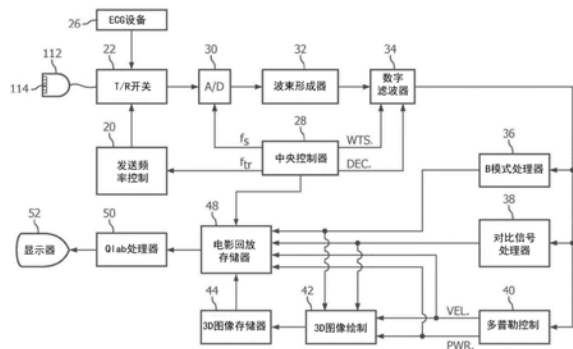 26
ECG设备
112
22
30
32
34
114
T/R开关
A/D
波束形成器
数字
滤波器
20
28
fs
WTS.
36
发送频
率控制
中央控制器
ftr
DEC.
B模式处理器
52
50
48
38
显示器
Qlab处理器
电影回放
存储器
对比信号
处理器
44
42
40
3D图像存储器
3D图像绘制
VEL.
多普勒控制
PWR.